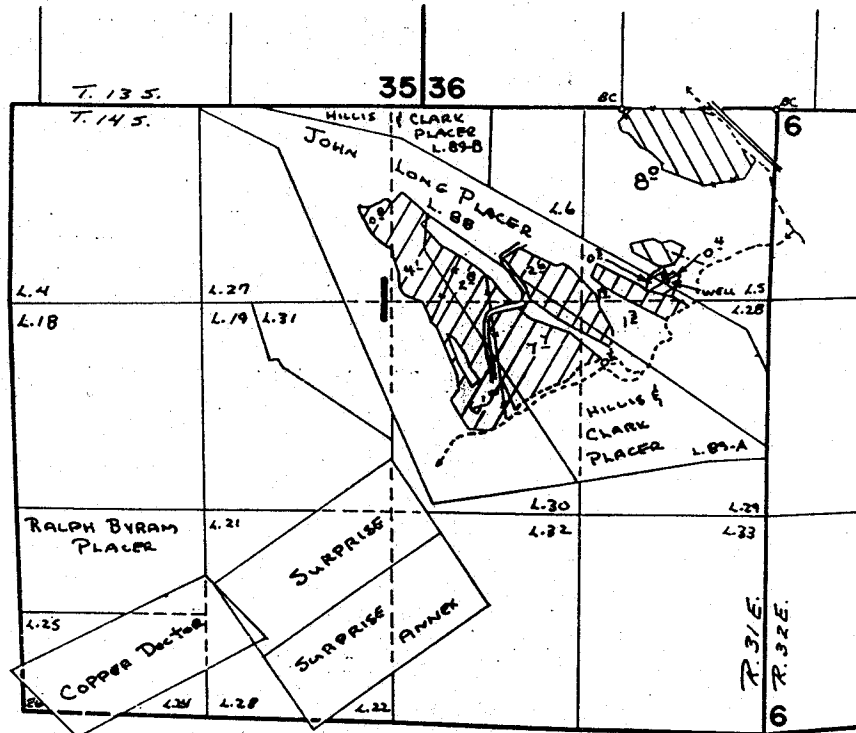 35 36
T. 13 S.
T. 14 S.
BC
BC
6
HILLIS & CLARK
PLACER
L. 89-B
JOHN LONG PLACER
L. 88
L. 6
8⁰
WELL
L. 5
L. 28
L. 4
L. 27
L. 18
L. 19
L. 31
HILLIS &
CLARK
PLACER
L. 89-A
L. 30
L. 29
RALPH BYRAM
PLACER
L. 21
L. 32
L. 33
SURPRISE
SURPRISE ANNEX
COPPER DOCTOR
L. 25
L. 24
L. 28
L. 22
R. 31 E.
R. 32 E.
6